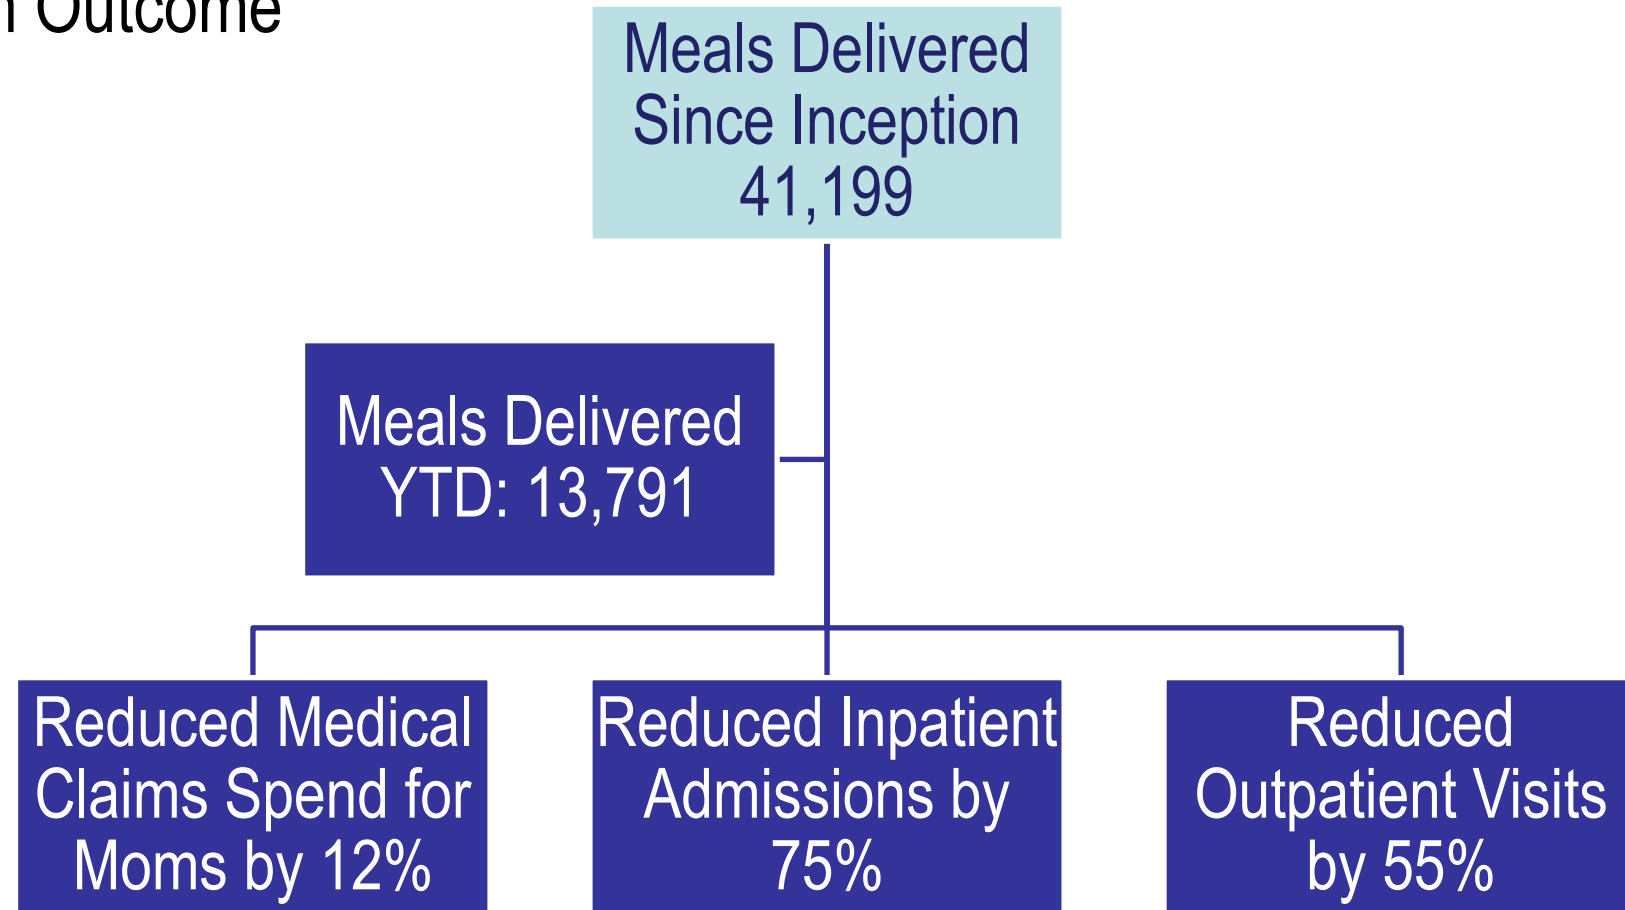 Outcome
Meals Delivered
Since Inception
41,199
Meals Delivered
YTD: 13,791
Reduced Medical
Claims Spend for
Moms by 12%
Reduced Inpatient
Admissions by
75%
Reduced
Outpatient Visits
by 55%